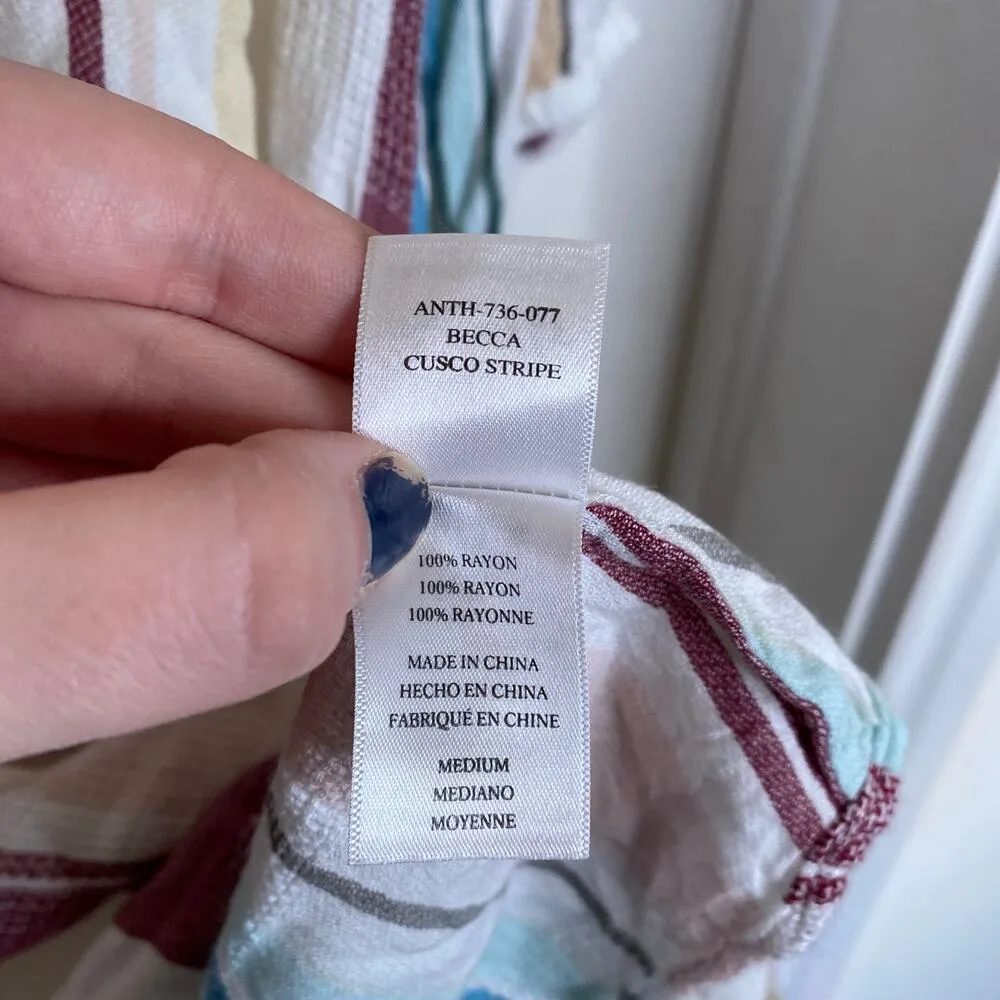 ANTH-736-077
BECCA
CUSCO STRIPE
100% RAYON
100% RAYON
100% RAYONNE
MADE IN CHINA
HECHO EN CHINA
FABRIQUÉ EN CHINE
MEDIUM
MEDIANO
MOYENNE